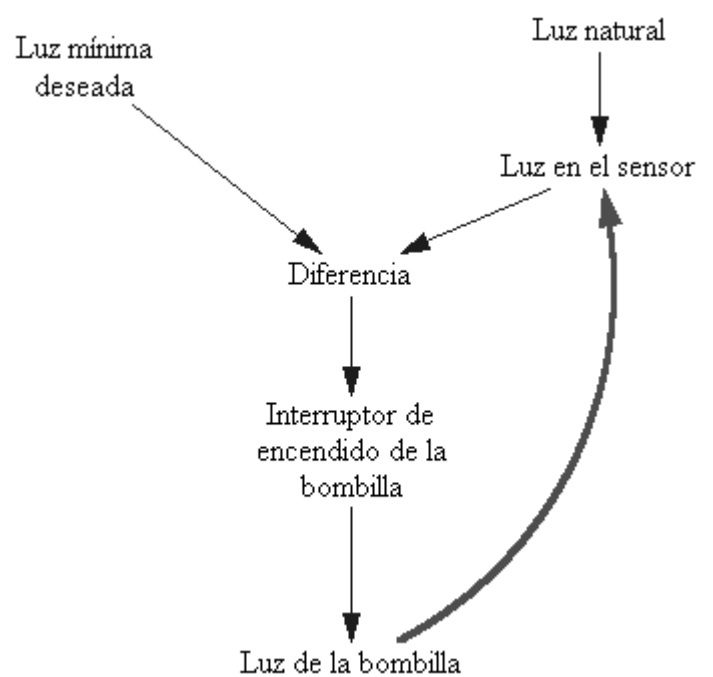 Luz mínima
deseada
Luz natural
Luz en el sensor
Diferencia
Interruptor de
encendido de la
bombilla
Luz de la bombilla